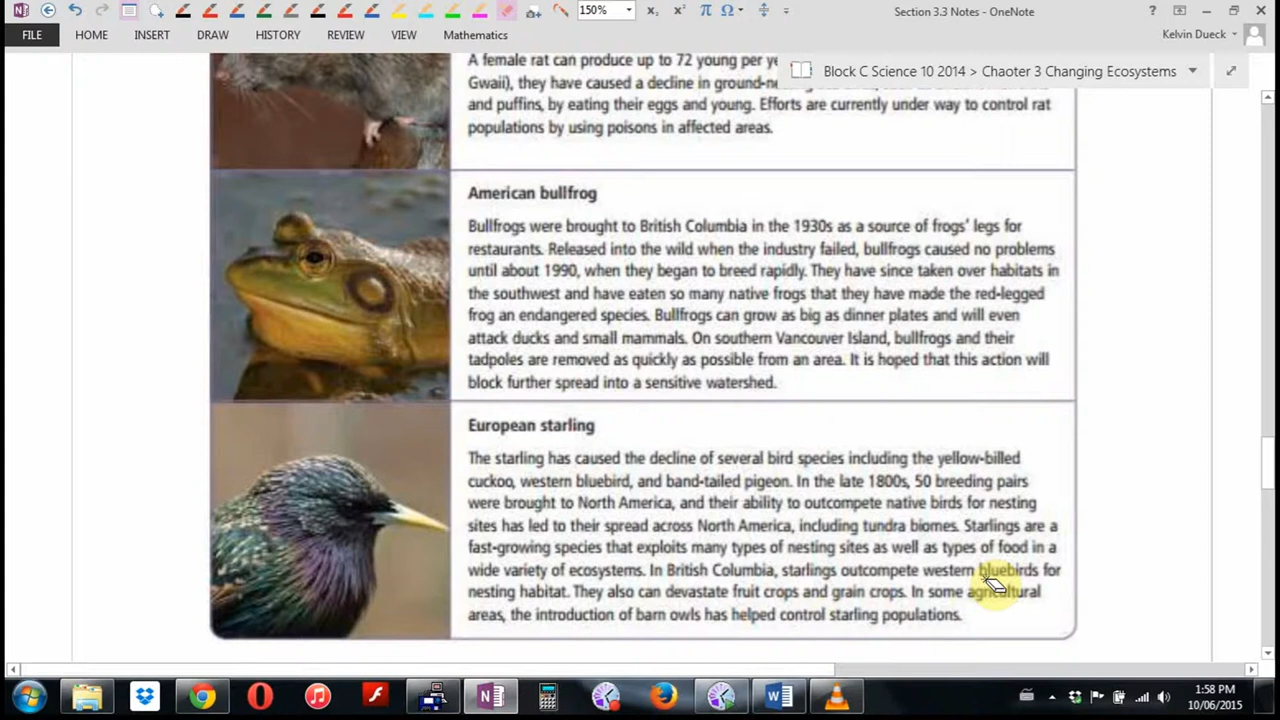 150%
Section 3.3 Notes - OneNote
FILE HOME INSERT DRAW HISTORY REVIEW VIEW Mathematics
Kelvin Dueck
Block C Science 10 2014 > Chaoter 3 Changing Ecosystems
A female rat can produce up to 72 young per ye
Gwaii), they have caused a decline in ground-ne
and puffins, by eating their eggs and young. Efforts are currently under way to control rat
populations by using poisons in affected areas.
American bullfrog
Bullfrogs were brought to British Columbia in the 1930s as a source of frogs' legs for
restaurants. Released into the wild when the industry failed, bullfrogs caused no problems
until about 1990, when they began to breed rapidly. They have since taken over habitats in
the southwest and have eaten so many native frogs that they have made the red-legged
frog an endangered species. Bullfrogs can grow as big as dinner plates and will even
attack ducks and small mammals. On southern Vancouver Island, bullfrogs and their
tadpoles are removed as quickly as possible from an area. It is hoped that this action will
block further spread into a sensitive watershed.
European starling
The starling has caused the decline of several bird species including the yellow-billed
cuckoo, western bluebird, and band-tailed pigeon. In the late 1800s, 50 breeding pairs
were brought to North America, and their ability to outcompete native birds for nesting
sites has led to their spread across North America, including tundra biomes. Starlings are a
fast-growing species that exploits many types of nesting sites as well as types of food in a
wide variety of ecosystems. In British Columbia, starlings outcompete western bluebirds for
nesting habitat. They also can devastate fruit crops and grain crops. In some agricultural
areas, the introduction of barn owls has helped control starling populations.
1:58 PM
10/06/2015